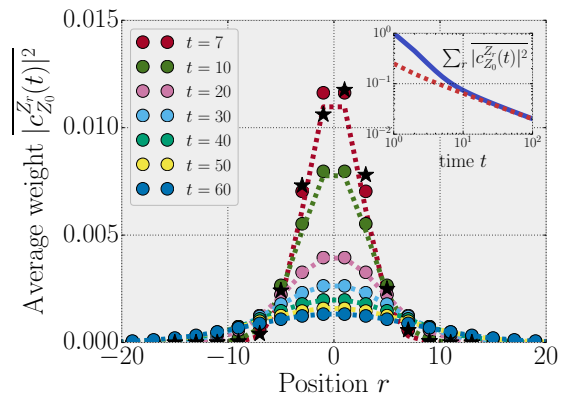 0.015
0.010
0.005
0.000
Average weight $\overline{|c_{Z_0}^{Z_r}(t)|^2}$
t = 7
t = 10
t = 20
t = 30
t = 40
t = 50
t = 60
10^0
10^{-1}
10^{-2}
$\sum_r \overline{|c_{Z_0}^{Z_r}(t)|^2}$
10^0 10^1 10^2
time t
−20 −10 0 10 20
Position r